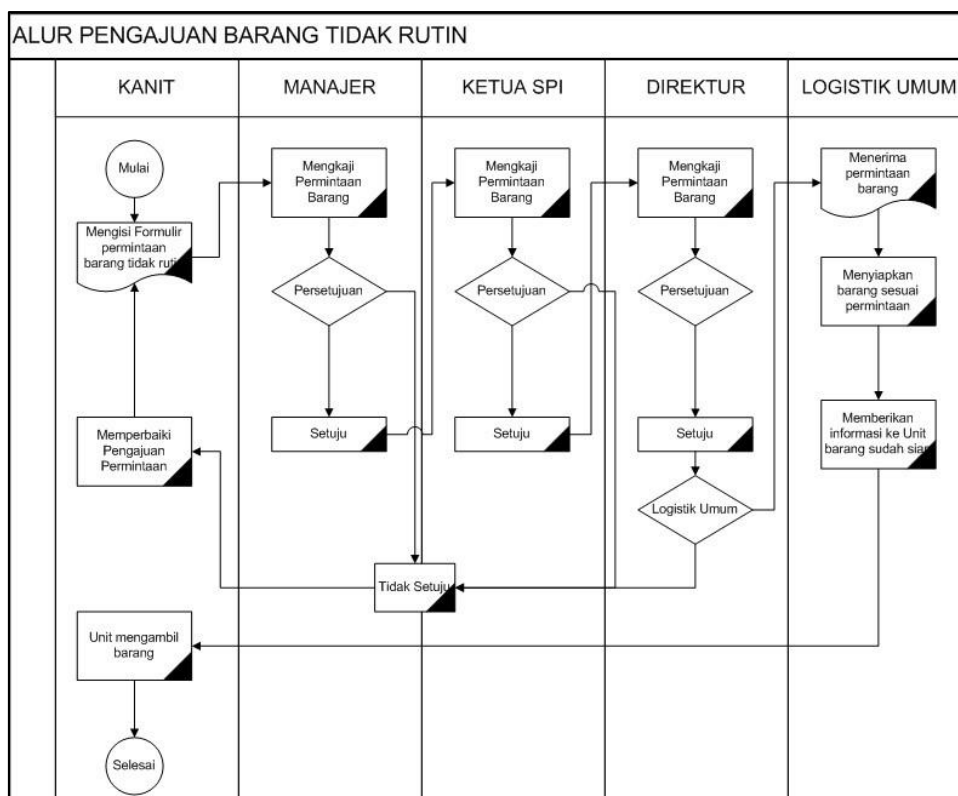 ALUR PENGAJUAN BARANG TIDAK RUTIN
KANIT
MANAJER
KETUA SPI
DIREKTUR
LOGISTIK UMUM
Mulai
Mengisi Formulir
permintaan
barang tidak ruti
Memperbaiki
Pengajuan
Permintaan
Unit mengambil
barang
Selesai
Mengkaji
Permintaan
Barang
Persetujuan
Setuju
Tidak Setuju
Mengkaji
Permintaan
Barang
Persetujuan
Setuju
Mengkaji
Permintaan
Barang
Persetujuan
Setuju
Logistik Umum
Menerima
permintaan
barang
Menyiapkan
barang sesuai
permintaan
Memberikan
informasi ke Unit
barang sudah siap